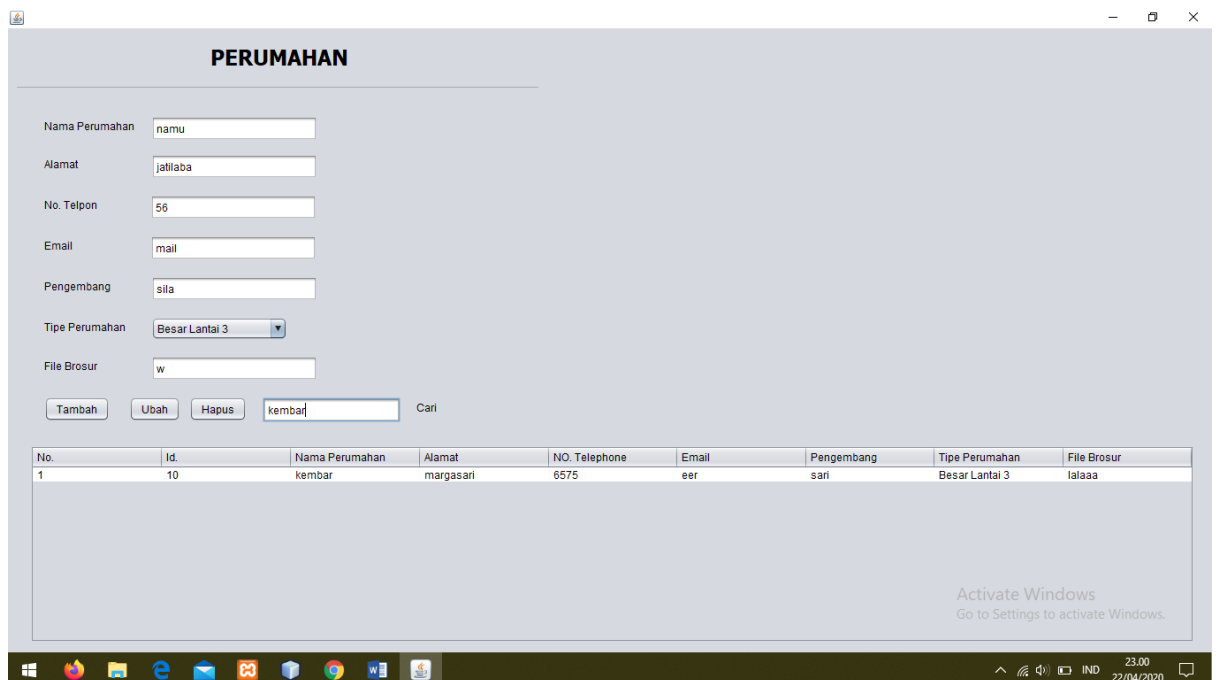 PERUMAHAN
Nama Perumahan namu
Alamat jatilaba
No. Telpon 56
Email mail
Pengembang sila
Tipe Perumahan Besar Lantai 3
File Brosur w
Tambah Ubah Hapus kembar Cari
No. Id. Nama Perumahan Alamat NO. Telephone Email Pengembang Tipe Perumahan File Brosur
1 10 kembar margasari 6575 eer sari Besar Lantai 3 lalaaa
Activate Windows
Go to Settings to activate Windows.
IND 23.00
22/04/2020